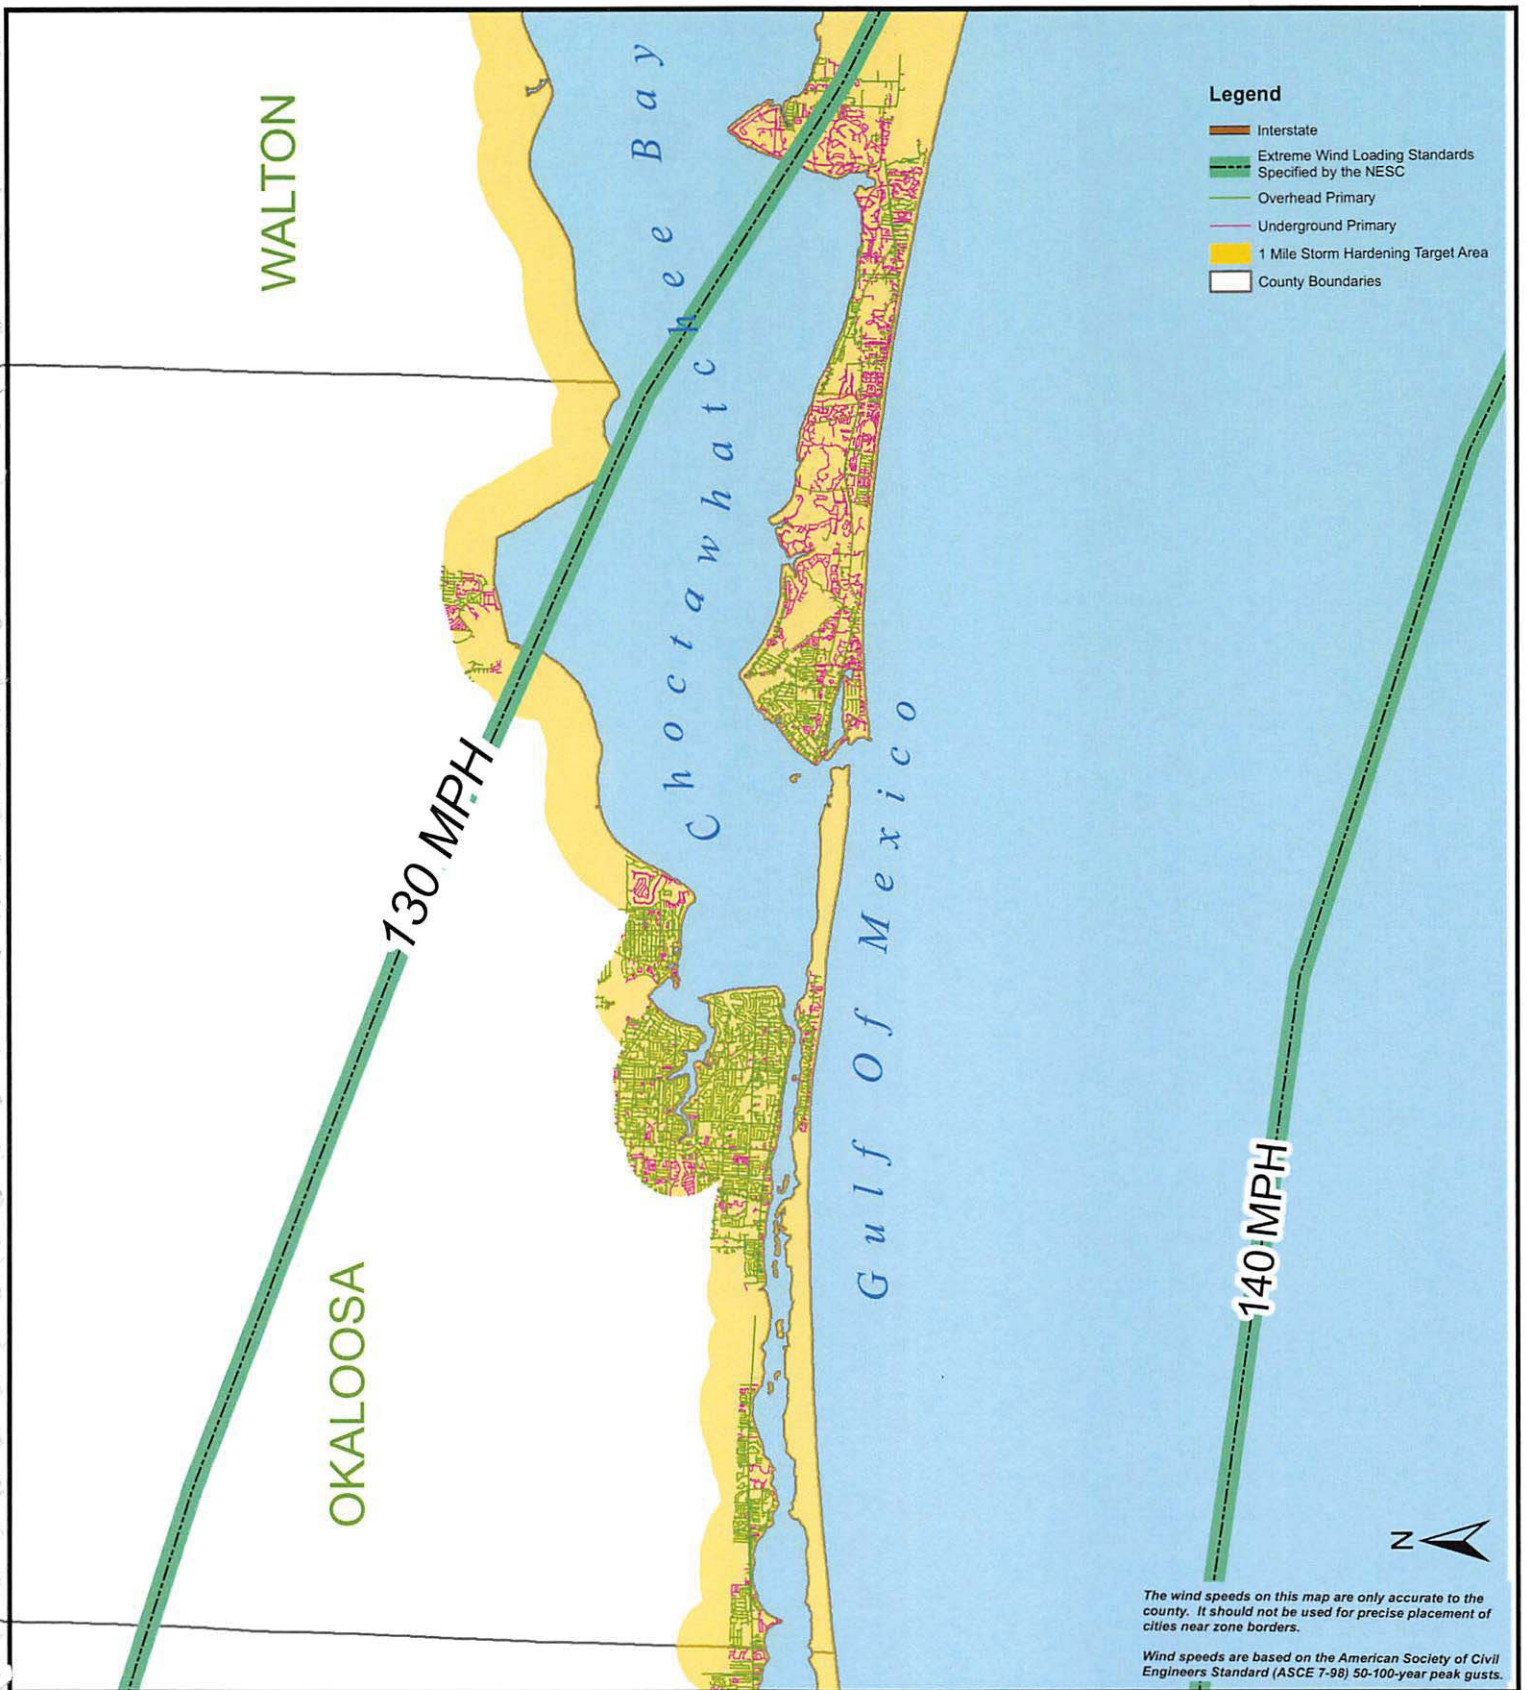 WALTON
OKALOOSA
130 MPH
Choctawhatchee Bay
Gulf Of Mexico
140 MPH
Legend
Interstate
Extreme Wind Loading Standards
Specified by the NESC
Overhead Primary
Underground Primary
1 Mile Storm Hardening Target Area
County Boundaries
N
The wind speeds on this map are only accurate to the
county. It should not be used for precise placement of
cities near zone borders.
Wind speeds are based on the American Society of Civil
Engineers Standard (ASCE 7-98) 50-100-year peak gusts.